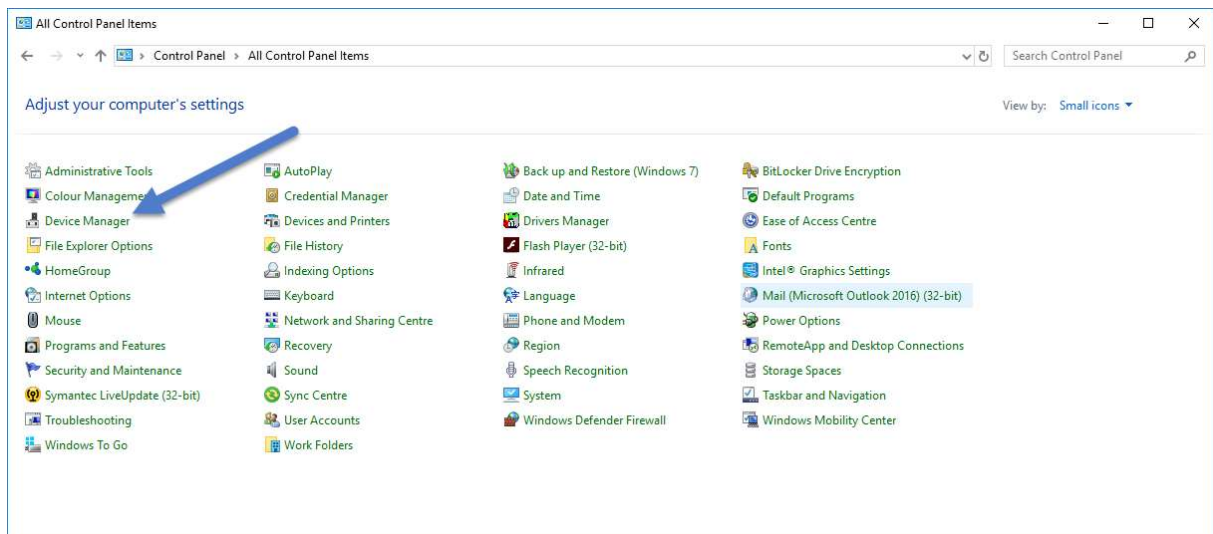 All Control Panel Items
Control Panel > All Control Panel Items
Search Control Panel
Adjust your computer's settings
View by: Small icons
Administrative Tools AutoPlay Back up and Restore (Windows 7) BitLocker Drive Encryption
Colour Manageme Credential Manager Date and Time Default Programs
Device Manager Devices and Printers Drivers Manager Ease of Access Centre
File Explorer Options File History Flash Player (32-bit) Fonts
HomeGroup Indexing Options Infrared Intel® Graphics Settings
Internet Options Keyboard Language Mail (Microsoft Outlook 2016) (32-bit)
Mouse Network and Sharing Centre Phone and Modem Power Options
Programs and Features Recovery Region RemoteApp and Desktop Connections
Security and Maintenance Sound Speech Recognition Storage Spaces
Symantec LiveUpdate (32-bit) Sync Centre System Taskbar and Navigation
Troubleshooting User Accounts Windows Defender Firewall Windows Mobility Center
Windows To Go Work Folders